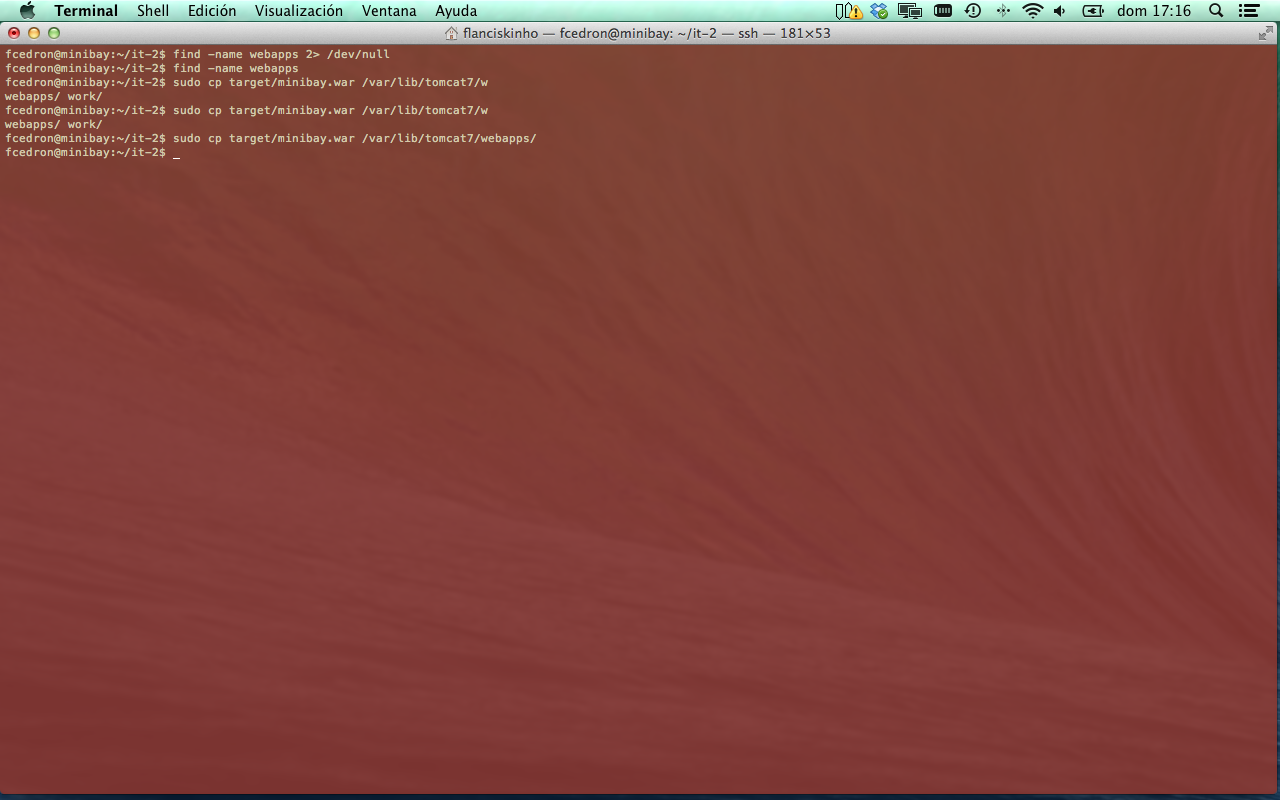 Terminal Shell Edición Visualización Ventana Ayuda dom 17:16
flanciskinho — fcedron@minibay: ~/it-2 — ssh — 181×53
fcedron@minibay:~/it-2$ find -name webapps 2> /dev/null
fcedron@minibay:~/it-2$ find -name webapps
fcedron@minibay:~/it-2$ sudo cp target/minibay.war /var/lib/tomcat7/w
webapps/ work/
fcedron@minibay:~/it-2$ sudo cp target/minibay.war /var/lib/tomcat7/w
webapps/ work/
fcedron@minibay:~/it-2$ sudo cp target/minibay.war /var/lib/tomcat7/webapps/
fcedron@minibay:~/it-2$ _